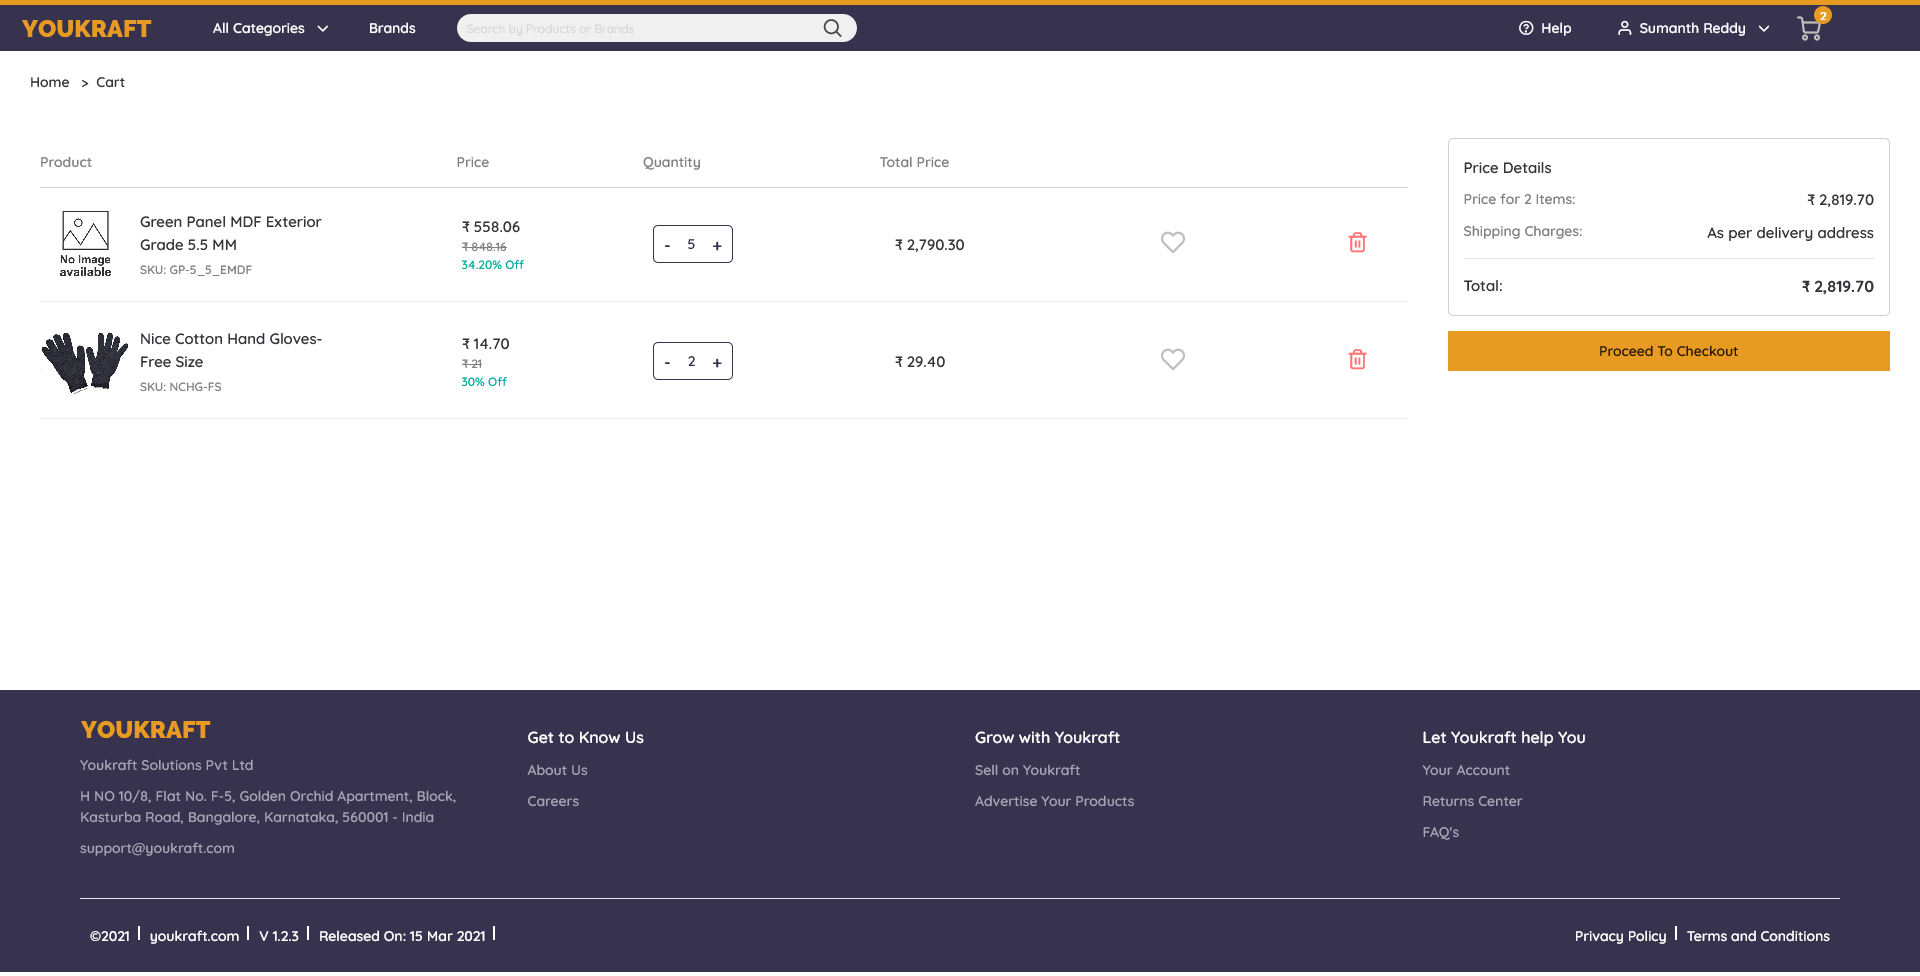 YOUKRAFT
All Categories
Brands
Search by Products or Brands
Help
Sumanth Reddy
2
Home > Cart
Product Price Quantity Total Price
No image
available
Green Panel MDF Exterior
Grade 5.5 MM
SKU: GP-5_5_EMDF
₹ 558.06
₹ 848.16
34.20% Off
- 5 +
₹ 2,790.30
Nice Cotton Hand Gloves-
Free Size
SKU: NCHG-FS
₹ 14.70
₹ 21
30% Off
- 2 +
₹ 29.40
Price Details
Price for 2 Items: ₹ 2,819.70
Shipping Charges: As per delivery address
Total: ₹ 2,819.70
Proceed To Checkout
YOUKRAFT
Youkraft Solutions Pvt Ltd
H NO 10/8, Flat No. F-5, Golden Orchid Apartment, Block,
Kasturba Road, Bangalore, Karnataka, 560001 - India
support@youkraft.com
Get to Know Us
About Us
Careers
Grow with Youkraft
Sell on Youkraft
Advertise Your Products
Let Youkraft help You
Your Account
Returns Center
FAQ's
©2021 | youkraft.com | V 1.2.3 | Released On: 15 Mar 2021 |
Privacy Policy | Terms and Conditions